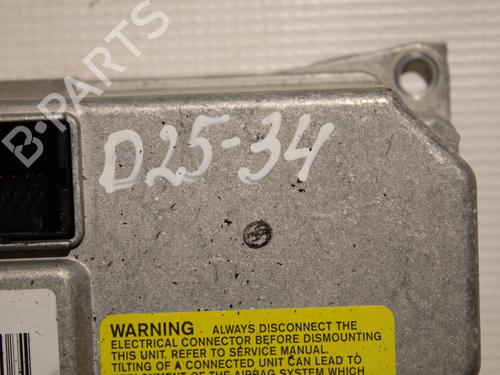 B-PARTS
D25-34
WARNING ALWAYS DISCONNECT THE
ELECTRICAL CONNECTOR BEFORE DISMOUNTING
THIS UNIT. REFER TO SERVICE MANUAL.
TILTING OF A CONNECTED UNIT CAN LEAD TO
DEPLOYMENT OF THE AIRBAG SYSTEM WHICH